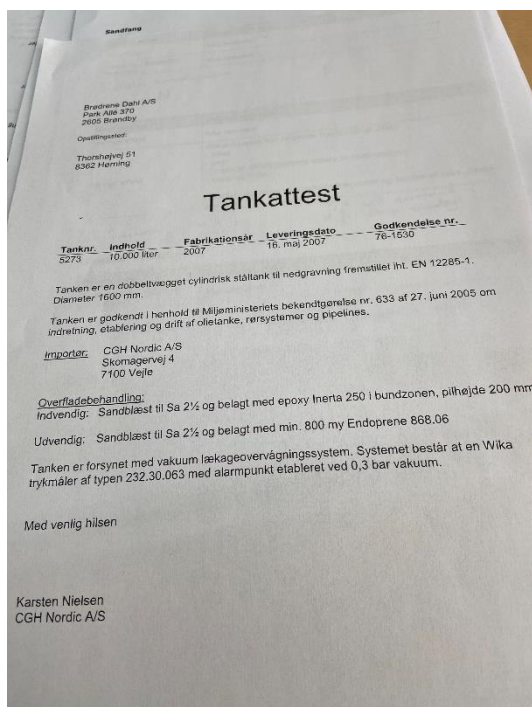 Sandfang
Brødrene Dahl A/S
Park Allé 370
2605 Brøndby
Opstillingssted:
Thorshøjvej 51
8362 Hørning
Tankattest
Tanknr. Indhold Fabrikationsår Leveringsdato Godkendelse nr.
5273 10.000 liter 2007 16. maj 2007 76-1530
Tanken er en dobbeltvægget cylindrisk ståltank til nedgravning fremstillet iht. EN 12285-1.
Diameter 1600 mm.
Tanken er godkendt i henhold til Miljøministeriets bekendtgørelse nr. 633 af 27. juni 2005 om
indretning, etablering og drift af olietanke, rørsystemer og pipelines.
Importør: CGH Nordic A/S
Skomagervej 4
7100 Vejle
Overfladebehandling:
Indvendig: Sandblæst til Sa 2½ og belagt med epoxy Inerta 250 i bundzonen, pilhøjde 200 mm
Udvendig: Sandblæst til Sa 2½ og belagt med min. 800 my Endoprene 868.06
Tanken er forsynet med vakuum lækageovervågningssystem. Systemet består at en Wika
trykmåler af typen 232.30.063 med alarmpunkt etableret ved 0,3 bar vakuum.
Med venlig hilsen
Karsten Nielsen
CGH Nordic A/S